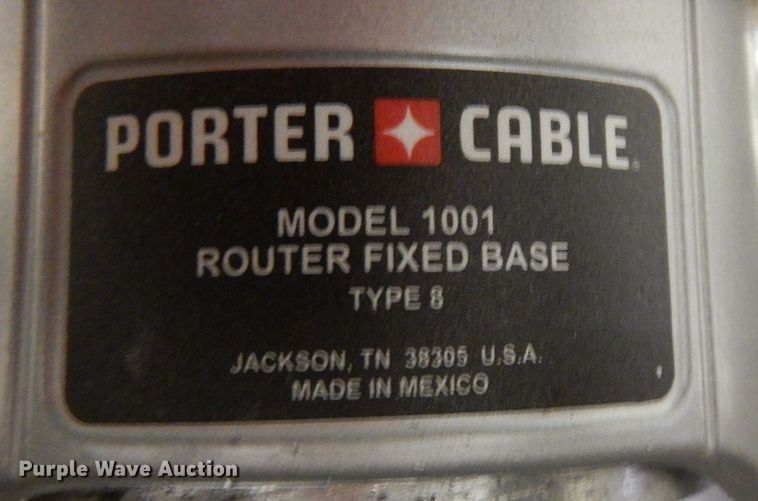 PORTER CABLE
MODEL 1001
ROUTER FIXED BASE
TYPE 8
JACKSON, TN 38305 U.S.A.
MADE IN MEXICO
Purple Wave Auction